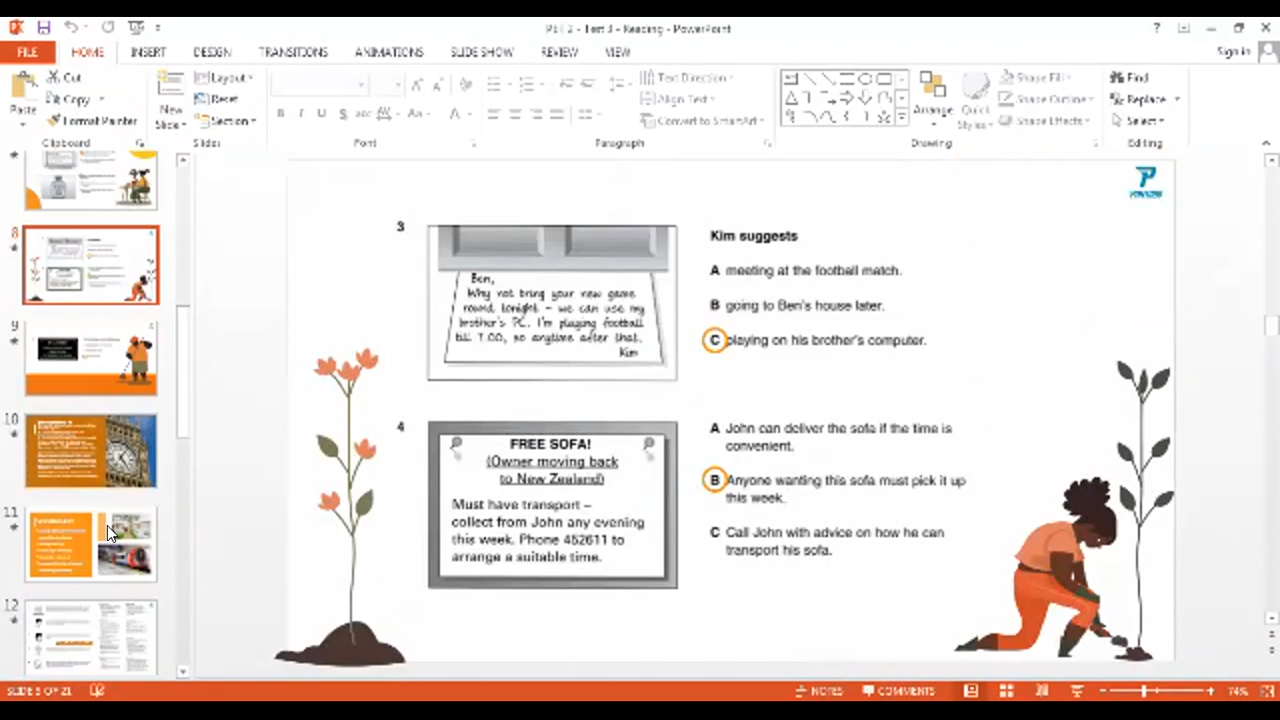 PET 2 - Test 3 - Reading - PowerPoint
?
FILE
HOME
INSERT
DESIGN
TRANSITIONS
ANIMATIONS
SLIDE SHOW
REVIEW
VIEW
Sign in
Paste
Cut
Copy
Format Painter
Clipboard
New
Slide
Layout
Reset
Section
Slides
B I U S abc AV Aa A
Font
Text Direction
Align Text
Convert to SmartArt
Paragraph
Arrange
Quick
Styles
Shape Fill
Shape Outline
Shape Effects
Drawing
Find
Replace
Select
Editing
8
9
10
11
12
3
Ben,
Why not bring your new game
round tonight – we can use my
brother's PC. I'm playing football
till 7.00, so anytime after that.
Kim
Kim suggests
A meeting at the football match.
B going to Ben's house later.
C playing on his brother's computer.
4
FREE SOFA!
(Owner moving back
to New Zealand)
Must have transport –
collect from John any evening
this week. Phone 452611 to
arrange a suitable time.
A John can deliver the sofa if the time is
convenient.
B Anyone wanting this sofa must pick it up
this week.
C Call John with advice on how he can
transport his sofa.
OF 21
NOTES
COMMENTS
74%